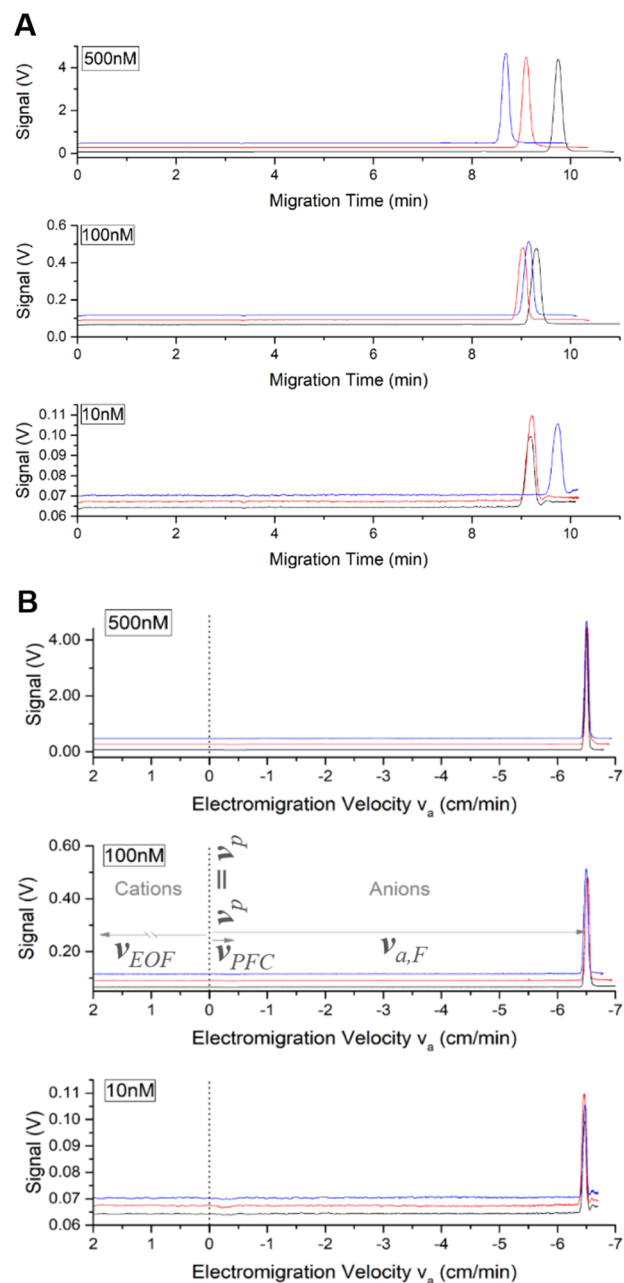 A
500nM
4
2
0
Signal (V)
0 2 4 6 8 10
Migration Time (min)
100nM
0.6
0.4
0.2
0.0
Signal (V)
0 2 4 6 8 10
Migration Time (min)
10nM
0.11
0.10
0.09
0.08
0.07
0.06
Signal (V)
0 2 4 6 8 10
Migration Time (min)
B
500nM
4.00
2.00
0.00
Signal (V)
2 1 0 -1 -2 -3 -4 -5 -6 -7
Electromigration Velocity va (cm/min)
100nM
0.60
0.40
0.20
Signal (V)
Cations
vp = vp
Anions
vEOF
vPFC
va,F
2 1 0 -1 -2 -3 -4 -5 -6 -7
Electromigration Velocity va (cm/min)
10nM
0.11
0.10
0.09
0.08
0.07
0.06
Signal (V)
2 1 0 -1 -2 -3 -4 -5 -6 -7
Electromigration Velocity va (cm/min)